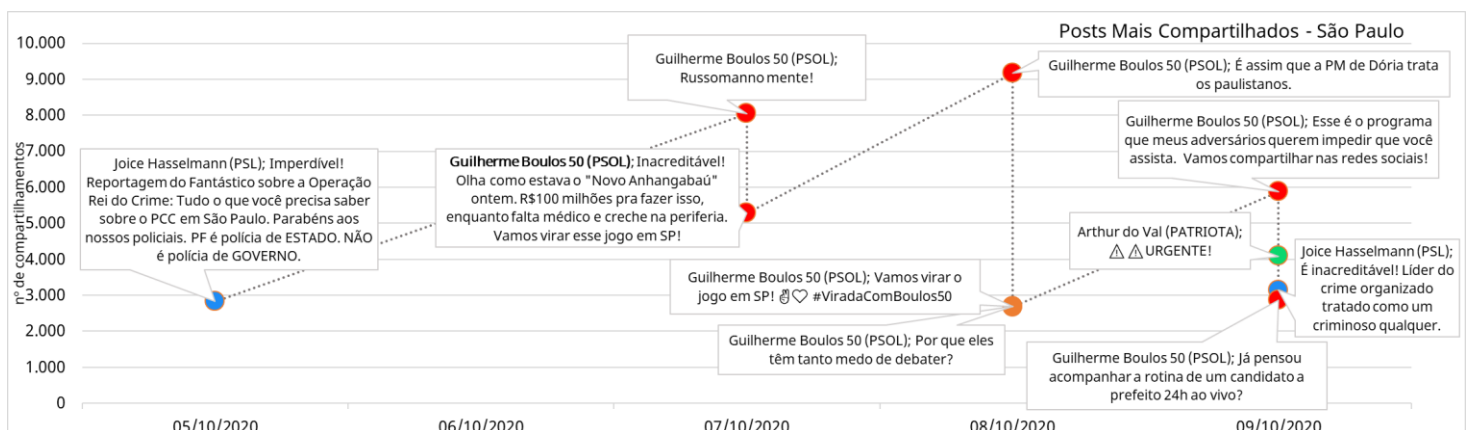 Posts Mais Compartilhados - São Paulo
nº de compartilhamentos
10.000
9.000
8.000
7.000
6.000
5.000
4.000
3.000
2.000
1.000
0
Joice Hasselmann (PSL); Imperdível!
Reportagem do Fantástico sobre a Operação
Rei do Crime: Tudo o que você precisa saber
sobre o PCC em São Paulo. Parabéns aos
nossos policiais. PF é polícia de ESTADO. NÃO
é polícia de GOVERNO.
Guilherme Boulos 50 (PSOL);
Russomanno mente!
Guilherme Boulos 50 (PSOL); Inacreditável!
Olha como estava o "Novo Anhangabaú"
ontem. R$100 milhões pra fazer isso,
enquanto falta médico e creche na periferia.
Vamos virar esse jogo em SP!
Guilherme Boulos 50 (PSOL); É assim que a PM de Dória trata
os paulistanos.
Guilherme Boulos 50 (PSOL); Vamos virar o
jogo em SP! ✌♡ #ViradaComBoulos50
Guilherme Boulos 50 (PSOL); Por que eles
têm tanto medo de debater?
Guilherme Boulos 50 (PSOL); Esse é o programa
que meus adversários querem impedir que você
assista. Vamos compartilhar nas redes sociais!
Arthur do Val (PATRIOTA);
⚠ ⚠ URGENTE!
Joice Hasselmann (PSL);
É inacreditável! Líder do
crime organizado
tratado como um
criminoso qualquer.
Guilherme Boulos 50 (PSOL); Já pensou
acompanhar a rotina de um candidato a
prefeito 24h ao vivo?
05/10/2020
06/10/2020
07/10/2020
08/10/2020
09/10/2020